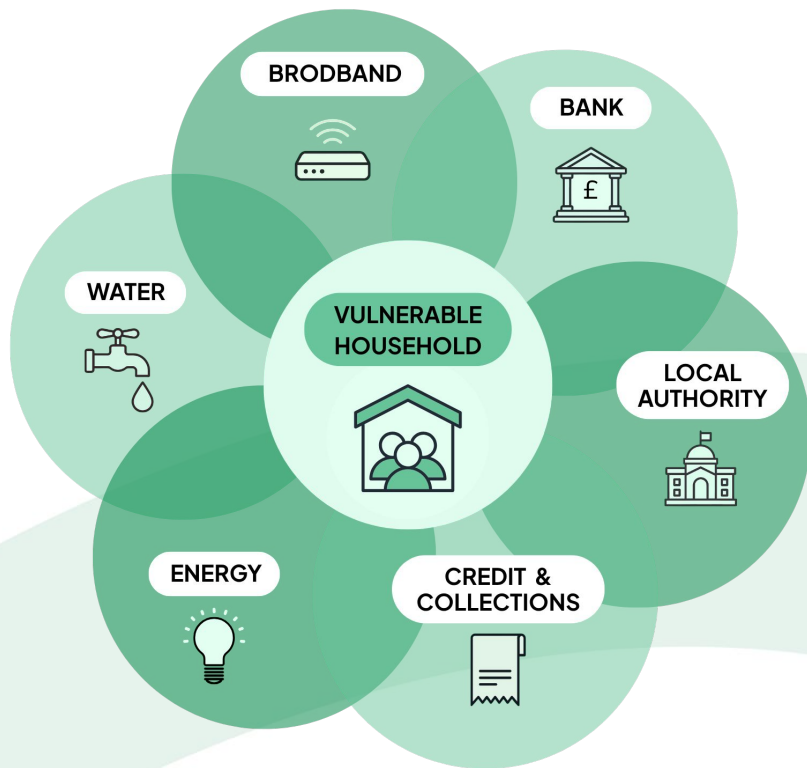 BRODBAND
BANK
£
WATER
VULNERABLE
HOUSEHOLD
LOCAL
AUTHORITY
ENERGY
CREDIT &
COLLECTIONS